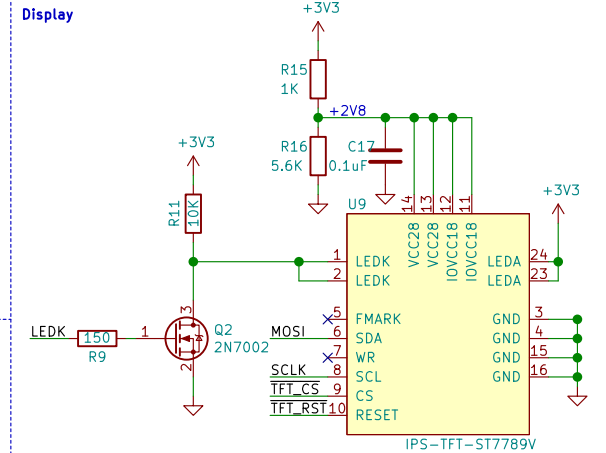 Display
+3V3
R15
1K
+2V8
R16
5.6K
C17
0.1uF
+3V3
R11
10K
U9
+3V3
14
13
12
11
VCC28
VCC28
IOVCC18
IOVCC18
1 LEDK
2 LEDK
5 FMARK
MOSI 6 SDA
7 WR
SCLK 8 SCL
TFT_CS 9 CS
TFT_RST 10 RESET
LEDA 24
LEDA 23
GND 3
GND 4
GND 15
GND 16
LEDK
150
R9
1
3
2
Q2
2N7002
IPS-TFT-ST7789V